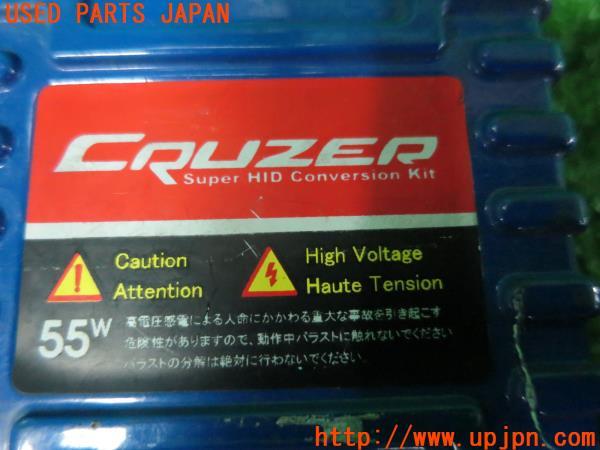 USED PARTS JAPAN
CRUZER
Super HID Conversion Kit
Caution
Attention
High Voltage
Haute Tension
55W
高電圧感電による人命にかかわる重大な事故を引き起こす
危険性がありますので、動作中バラストに触れないでください
バラストの分解は絶対に行わないでください。
http://www.upjpn.com/